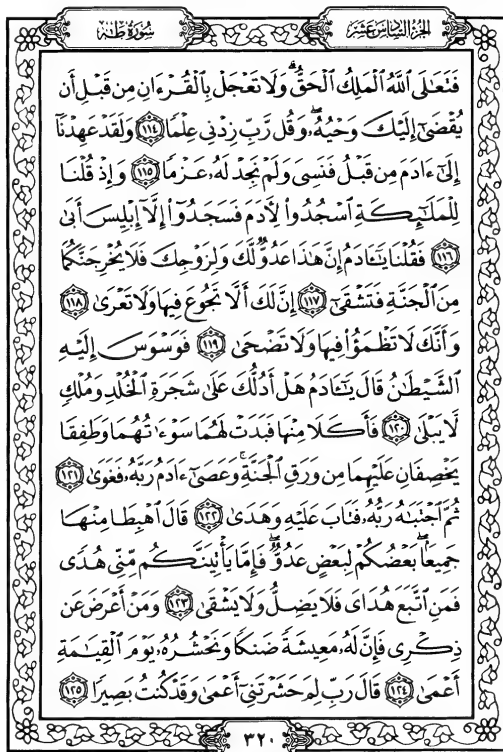 الجزء السادس عشر
سورة طه
فَتَعَٰلَى ٱللَّهُ ٱلْمَلِكُ ٱلْحَقُّ ۗ وَلَا تَعْجَلْ بِٱلْقُرْءَانِ مِن قَبْلِ أَن
يُقْضَىٰٓ إِلَيْكَ وَحْيُهُۥ ۖ وَقُل رَّبِّ زِدْنِى عِلْمًا ١١٤ وَلَقَدْ عَهِدْنَآ
إِلَىٰٓ ءَادَمَ مِن قَبْلُ فَنَسِىَ وَلَمْ نَجِدْ لَهُۥ عَزْمًا ١١٥ وَإِذْ قُلْنَا
لِلْمَلَٰٓئِكَةِ ٱسْجُدُوا۟ لِءَادَمَ فَسَجَدُوٓا۟ إِلَّآ إِبْلِيسَ أَبَىٰ
١١٦ فَقُلْنَا يَٰٓـَٔادَمُ إِنَّ هَٰذَا عَدُوٌّ لَّكَ وَلِزَوْجِكَ فَلَا يُخْرِجَنَّكُمَا
مِنَ ٱلْجَنَّةِ فَتَشْقَىٰٓ ١١٧ إِنَّ لَكَ أَلَّا تَجُوعَ فِيهَا وَلَا تَعْرَىٰ ١١٨
وَأَنَّكَ لَا تَظْمَؤُا۟ فِيهَا وَلَا تَضْحَىٰ ١١٩ فَوَسْوَسَ إِلَيْهِ
ٱلشَّيْطَٰنُ قَالَ يَٰٓـَٔادَمُ هَلْ أَدُلُّكَ عَلَىٰ شَجَرَةِ ٱلْخُلْدِ وَمُلْكٍ
لَّا يَبْلَىٰ ١٢٠ فَأَكَلَا مِنْهَا فَبَدَتْ لَهُمَا سَوْءَٰتُهُمَا وَطَفِقَا
يَخْصِفَانِ عَلَيْهِمَا مِن وَرَقِ ٱلْجَنَّةِ ۚ وَعَصَىٰٓ ءَادَمُ رَبَّهُۥ فَغَوَىٰ ١٢١
ثُمَّ ٱجْتَبَٰهُ رَبُّهُۥ فَتَابَ عَلَيْهِ وَهَدَىٰ ١٢٢ قَالَ ٱهْبِطَا مِنْهَا
جَمِيعًۢا ۖ بَعْضُكُمْ لِبَعْضٍ عَدُوٌّ ۖ فَإِمَّا يَأْتِيَنَّكُم مِّنِّى هُدًى
فَمَنِ ٱتَّبَعَ هُدَاىَ فَلَا يَضِلُّ وَلَا يَشْقَىٰ ١٢٣ وَمَنْ أَعْرَضَ عَن
ذِكْرِى فَإِنَّ لَهُۥ مَعِيشَةً ضَنكًا وَنَحْشُرُهُۥ يَوْمَ ٱلْقِيَٰمَةِ
أَعْمَىٰ ١٢٤ قَالَ رَبِّ لِمَ حَشَرْتَنِىٓ أَعْمَىٰ وَقَدْ كُنتُ بَصِيرًا ١٢٥
٣٢٠